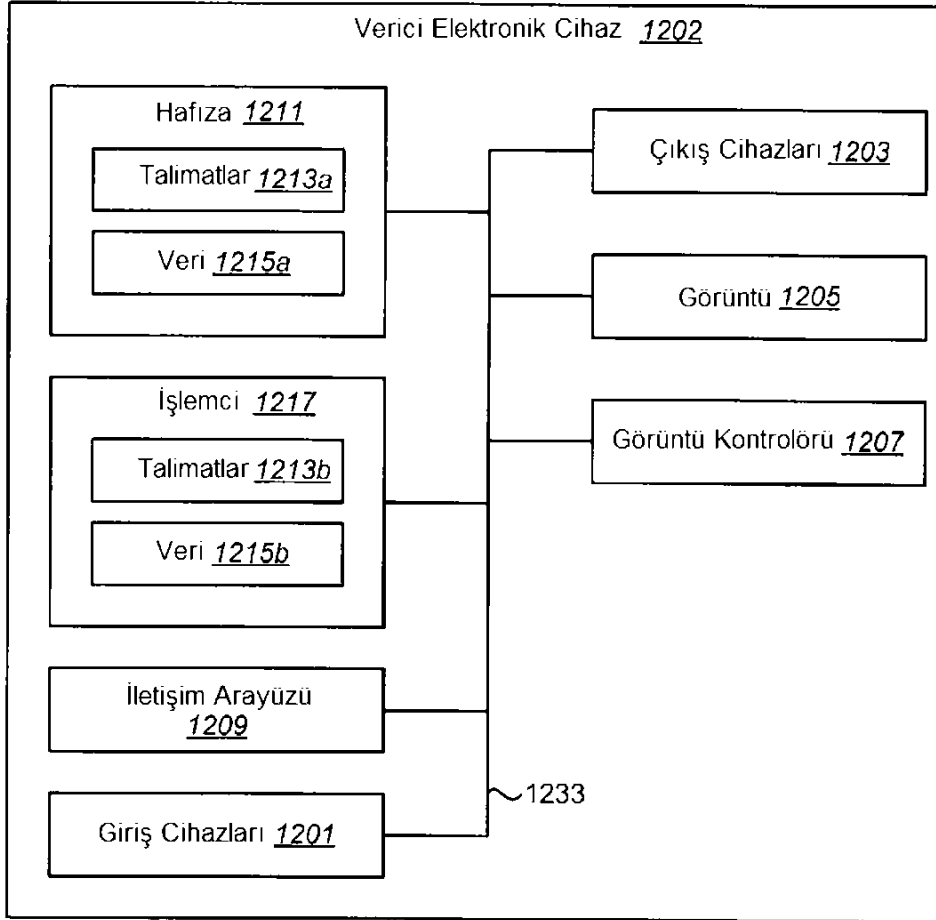 Verici Elektronik Cihaz 1202
Hafıza 1211
Talimatlar 1213a
Veri 1215a
İşlemci 1217
Talimatlar 1213b
Veri 1215b
İletişim Arayüzü
1209
Giriş Cihazları 1201
Çıkış Cihazları 1203
Görüntü 1205
Görüntü Kontrolörü 1207
1233